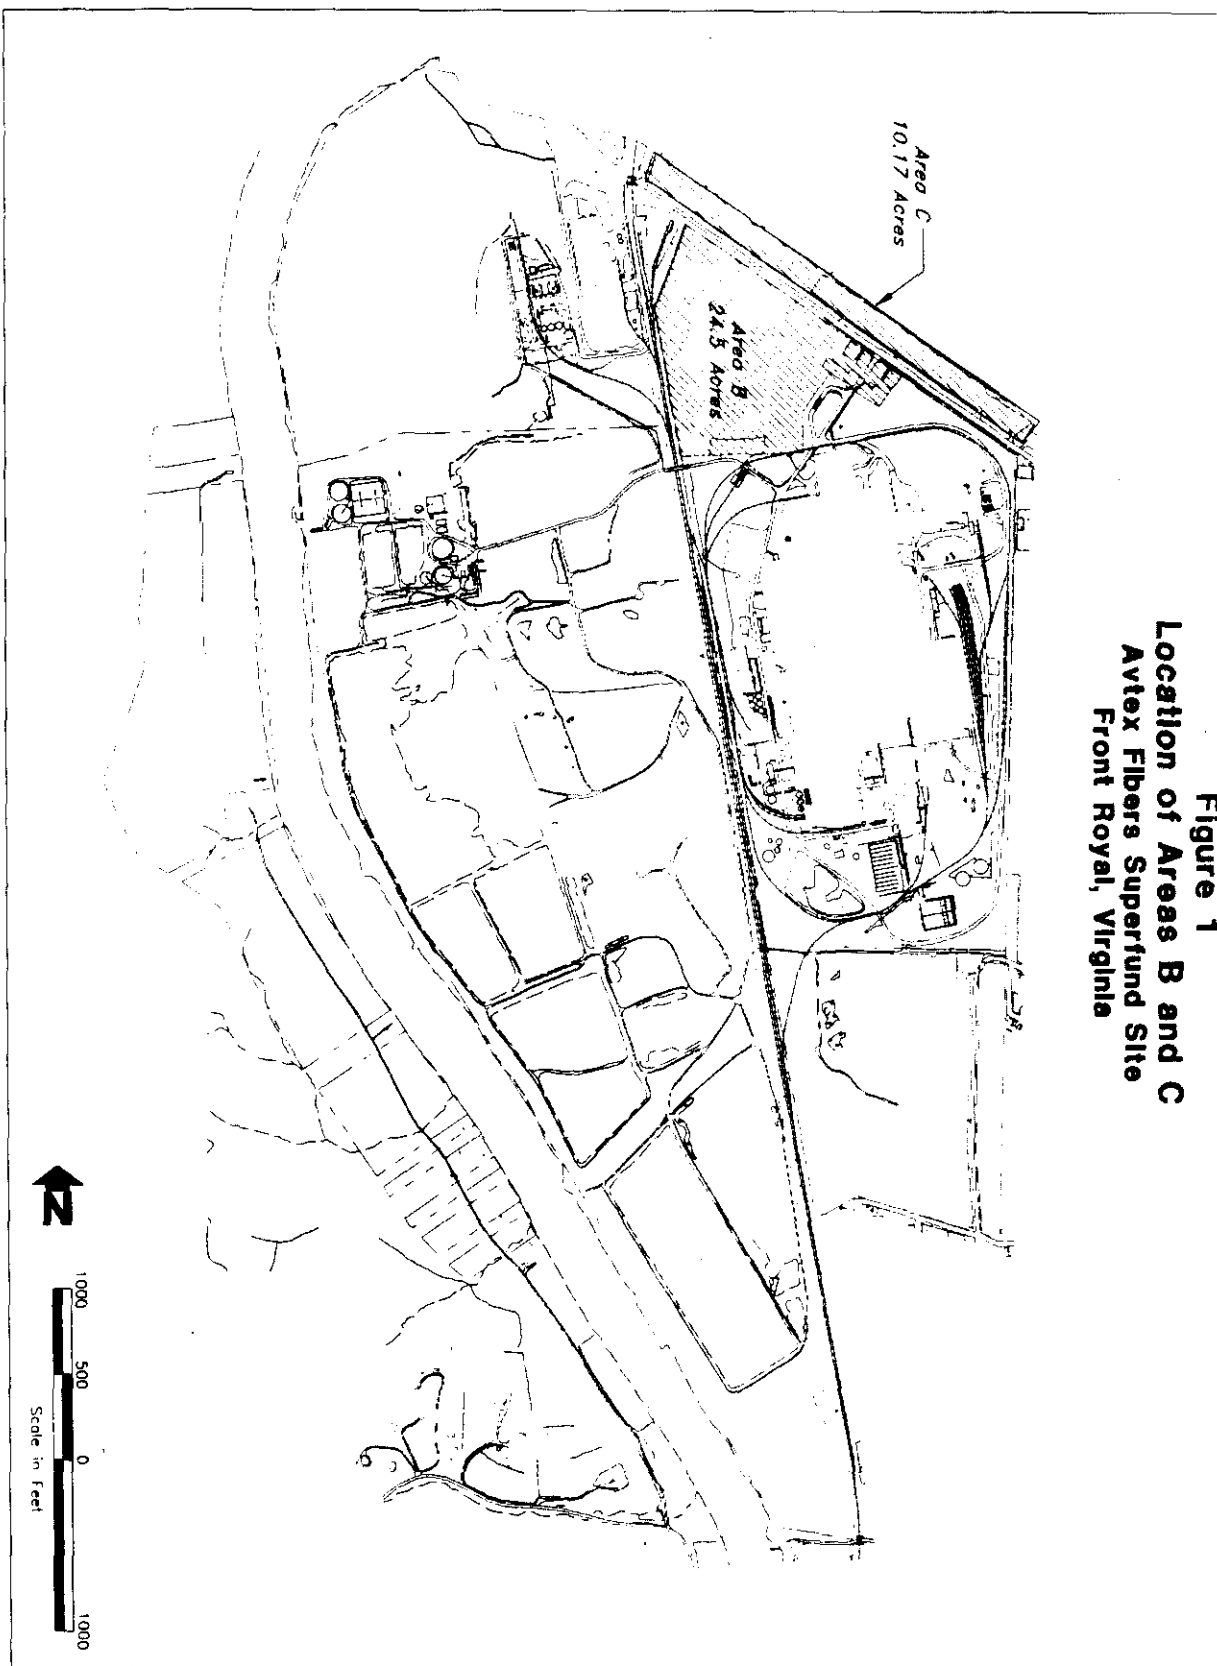 Figure 1
Location of Areas B and C
Avtex Fibers Superfund Site
Front Royal, Virginia
Area C
10.17 Acres
Area B
24.5 Acres
N
1000 500 0 1000
Scale in Feet